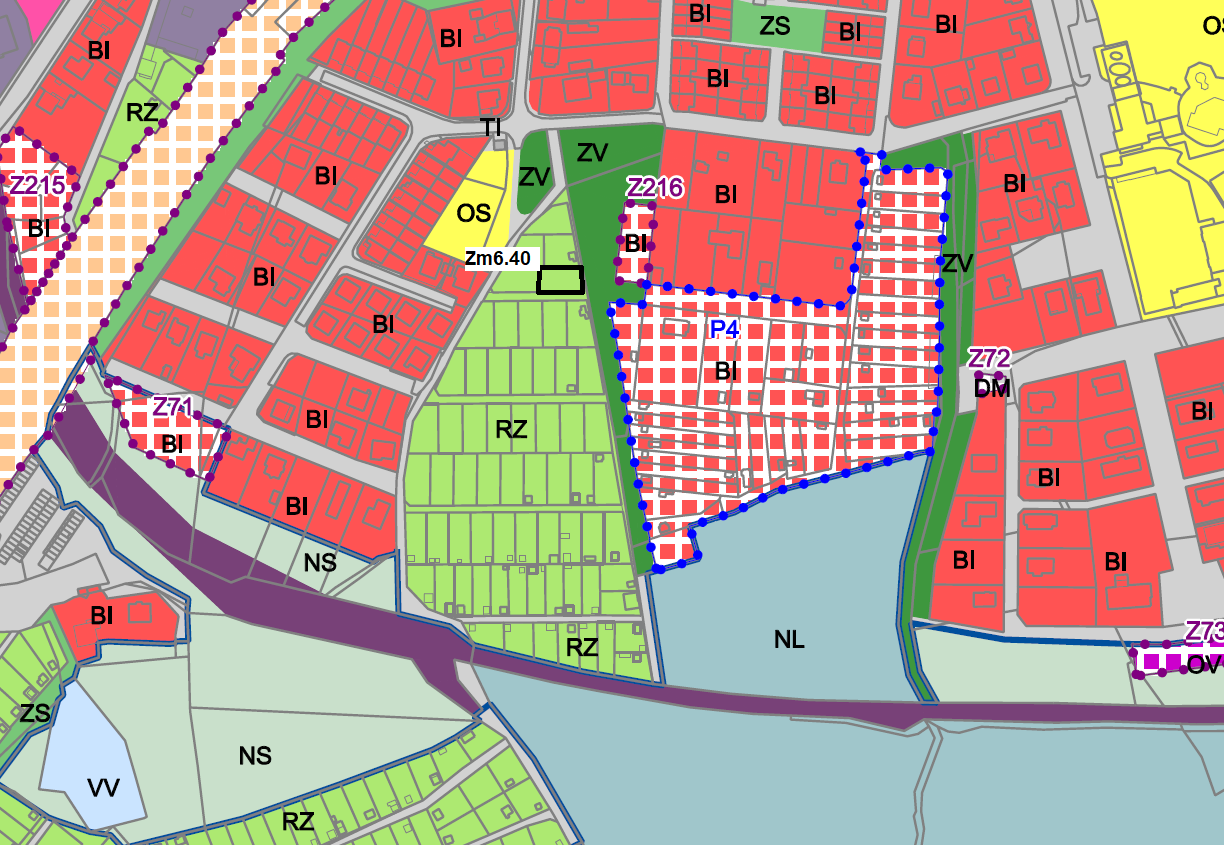 BI
ZS
BI
BI
OS
BI
BI
BI
BI
RZ
TI
ZV
ZV
BI
BI
Z215
BI
Z216
BI
BI
OS
BI
ZV
Zm6.40
BI
P4
BI
BI
Z72
DM
Z71
BI
BI
RZ
BI
BI
BI
NS
BI
BI
BI
RZ
NL
Z73
OV
ZS
NS
VV
RZ